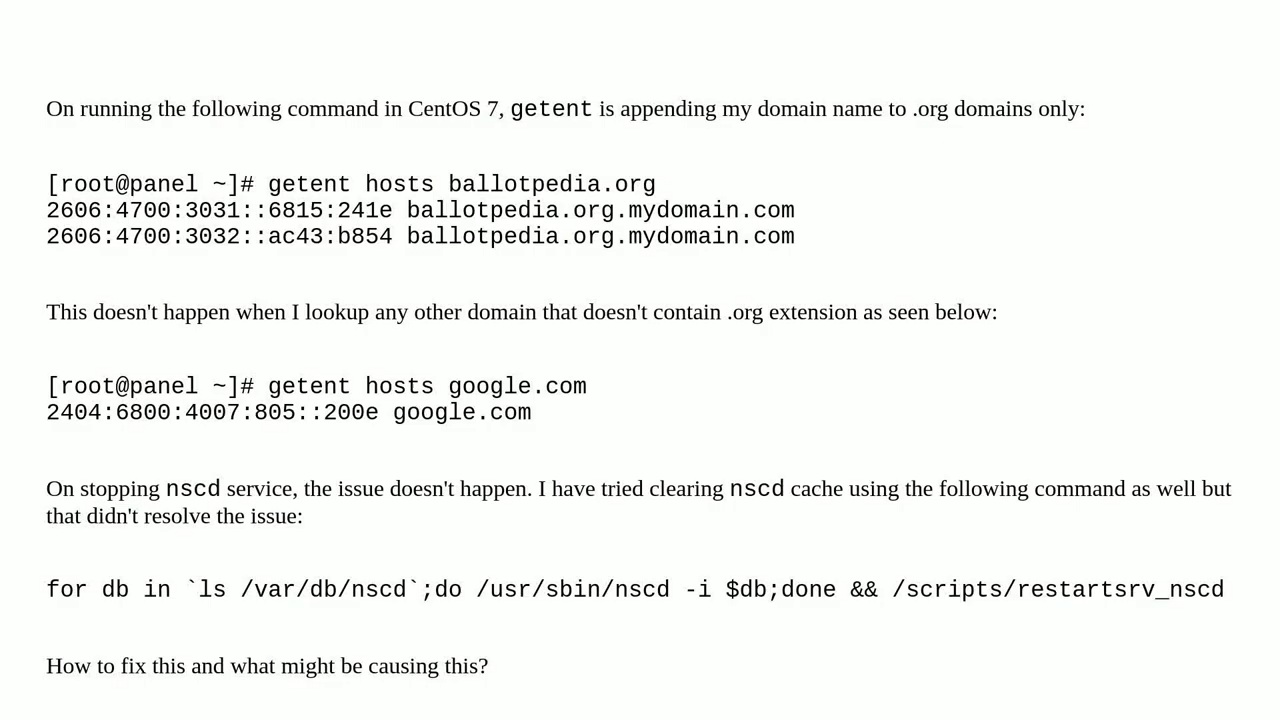 On running the following command in CentOS 7, getent is appending my domain name to .org domains only:
[root@panel ~]# getent hosts ballotpedia.org
2606:4700:3031::6815:241e ballotpedia.org.mydomain.com
2606:4700:3032::ac43:b854 ballotpedia.org.mydomain.com
This doesn't happen when I lookup any other domain that doesn't contain .org extension as seen below:
[root@panel ~]# getent hosts google.com
2404:6800:4007:805::200e google.com
On stopping nscd service, the issue doesn't happen. I have tried clearing nscd cache using the following command as well but
that didn't resolve the issue:
for db in `ls /var/db/nscd`;do /usr/sbin/nscd -i $db;done && /scripts/restartsrv_nscd
How to fix this and what might be causing this?